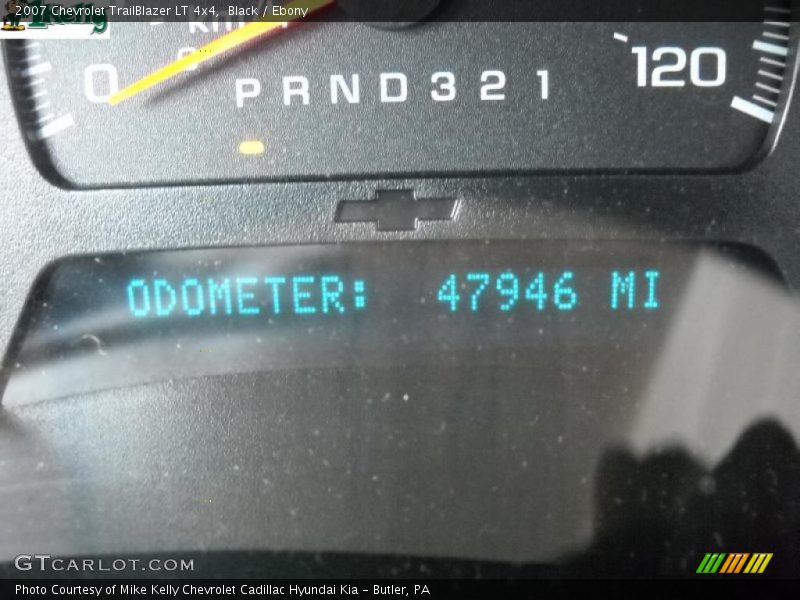 2007 Chevrolet TrailBlazer LT 4x4, Black / Ebony
0
120
P R N D 3 2 1
ODOMETER: 47946 MI
GTCARLOT.COM
Photo Courtesy of Mike Kelly Chevrolet Cadillac Hyundai Kia - Butler, PA